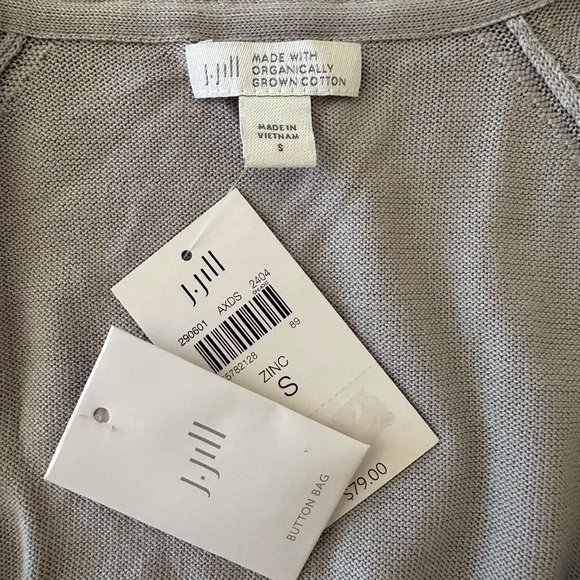 J.Jill
MADE WITH
ORGANICALLY
GROWN COTTON
MADE IN
VIETNAM
S
J.Jill
290601 AXDS 2404
5782128 89
ZINC
S
$79.00
J.Jill
BUTTON BAG